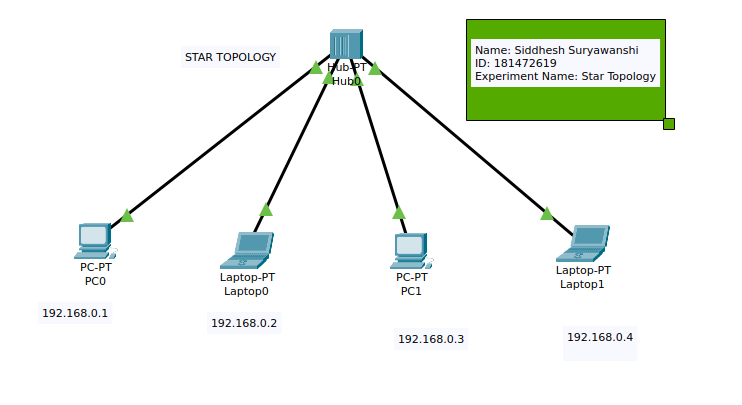 STAR TOPOLOGY
Hub-PT
Hub0
Name: Siddhesh Suryawanshi
ID: 181472619
Experiment Name: Star Topology
PC-PT
PC0
Laptop-PT
Laptop0
PC-PT
PC1
Laptop-PT
Laptop1
192.168.0.1
192.168.0.2
192.168.0.3
192.168.0.4